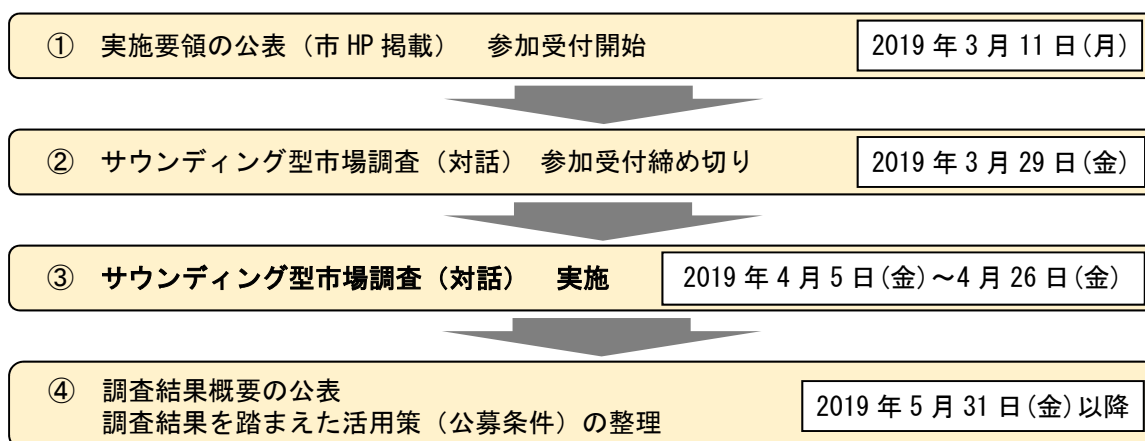 ① 実施要領の公表（市 HP 掲載） 参加受付開始 2019 年 3 月 11 日(月)
② サウンディング型市場調査（対話） 参加受付締め切り 2019 年 3 月 29 日(金)
③ サウンディング型市場調査（対話） 実施 2019 年 4 月 5 日(金)～4 月 26 日(金)
④ 調査結果概要の公表
調査結果を踏まえた活用策（公募条件）の整理 2019 年 5 月 31 日(金)以降